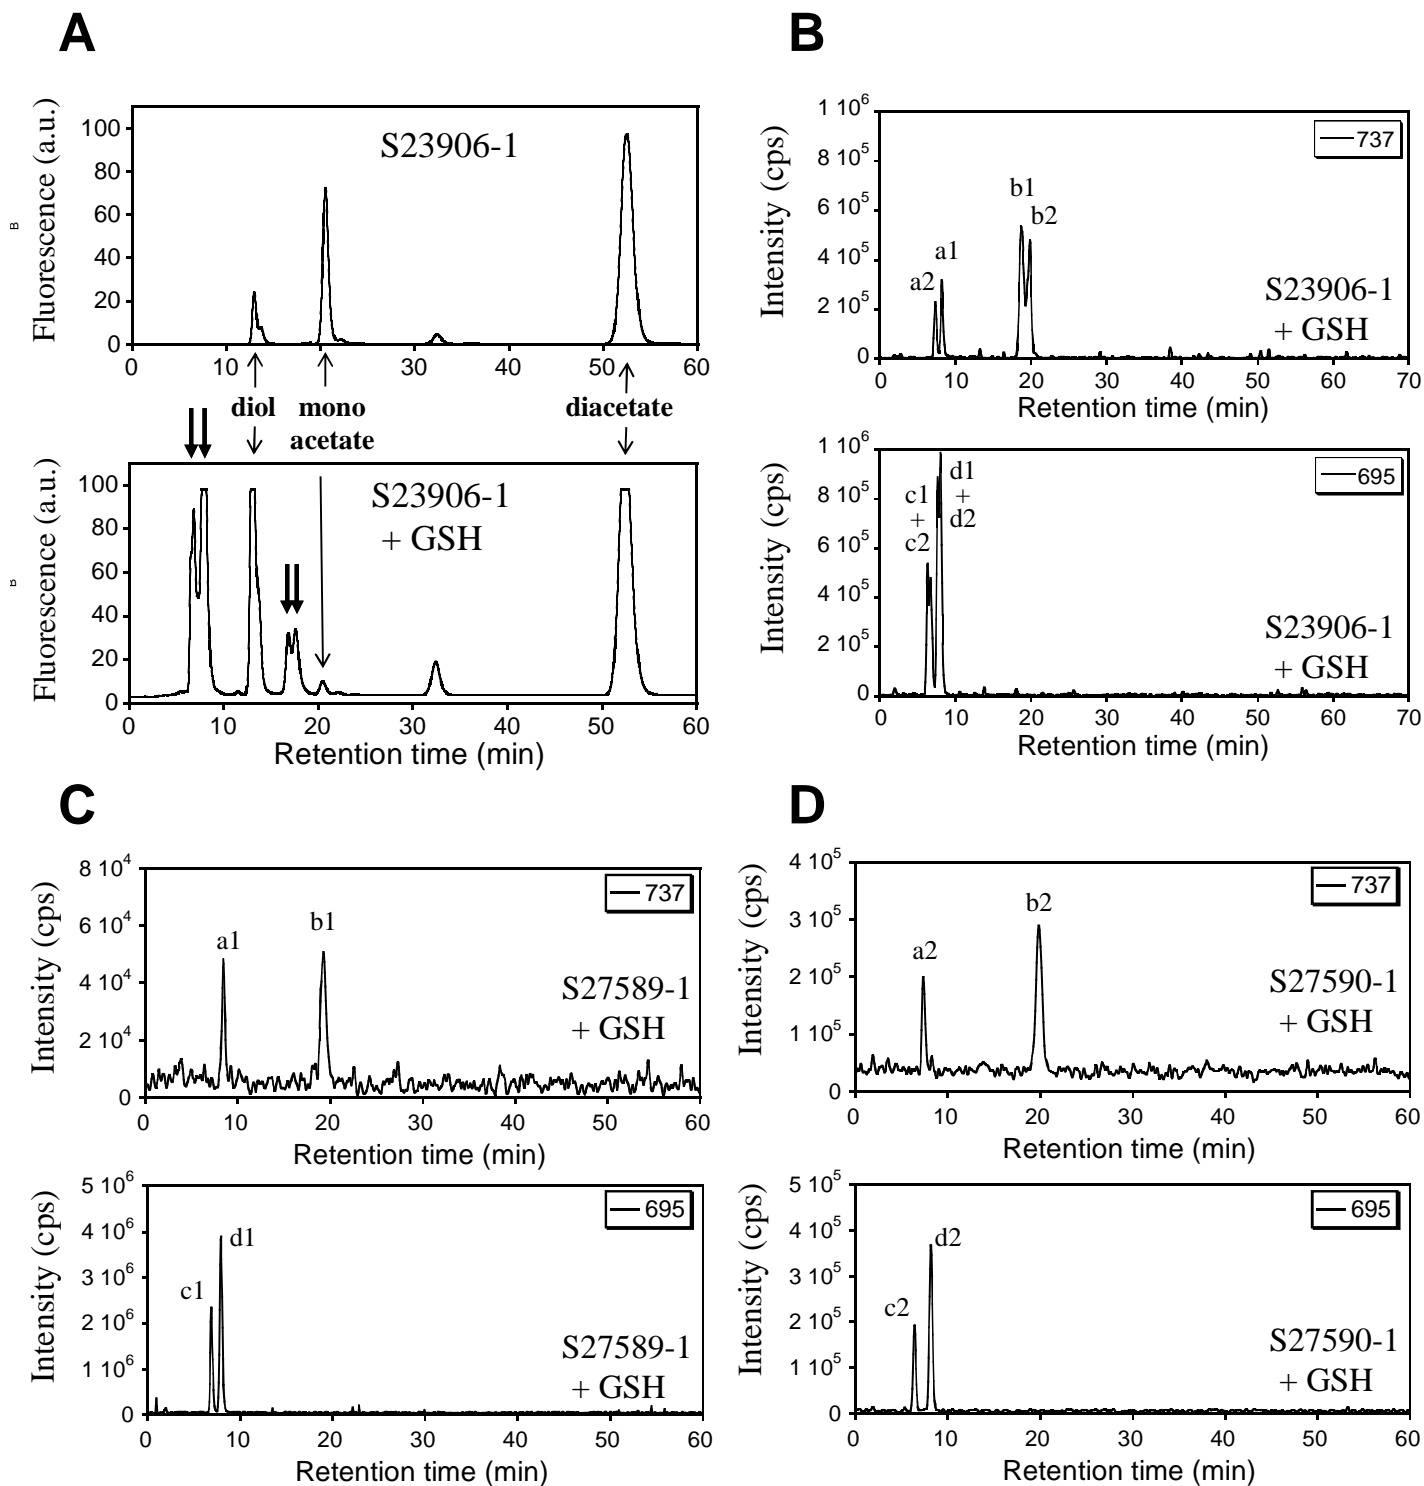 A
Fluorescence (a.u.)
B
100
80
60
40
20
0
S23906-1
0 10 30 40 50 60
diol mono acetate diacetate
Fluorescence (a.u.)
B
100
80
60
40
20
0
S23906-1
+ GSH
0 10 20 30 40 50 60
Retention time (min)
B
Intensity (cps)
1 10^6
8 10^5
6 10^5
4 10^5
2 10^5
0
737
a2 a1 b1 b2
S23906-1
+ GSH
0 10 20 30 40 50 60 70
Retention time (min)
Intensity (cps)
1 10^6
8 10^5
6 10^5
4 10^5
2 10^5
0
695
c1
+
c2
d1
+
d2
S23906-1
+ GSH
0 10 20 30 40 50 60 70
Retention time (min)
C
Intensity (cps)
8 10^4
6 10^4
4 10^4
2 10^4
0
737
a1 b1
S27589-1
+ GSH
0 10 20 30 40 50 60
Retention time (min)
Intensity (cps)
5 10^6
4 10^6
3 10^6
2 10^6
1 10^6
0
695
c1 d1
S27589-1
+ GSH
0 10 20 30 40 50 60
Retention time (min)
D
Intensity (cps)
4 10^5
3 10^5
2 10^5
1 10^5
0
737
a2 b2
S27590-1
+ GSH
0 10 20 30 40 50 60
Retention time (min)
Intensity (cps)
5 10^5
4 10^5
3 10^5
2 10^5
1 10^5
0
695
c2 d2
S27590-1
+ GSH
0 10 20 30 40 50 60
Retention time (min)